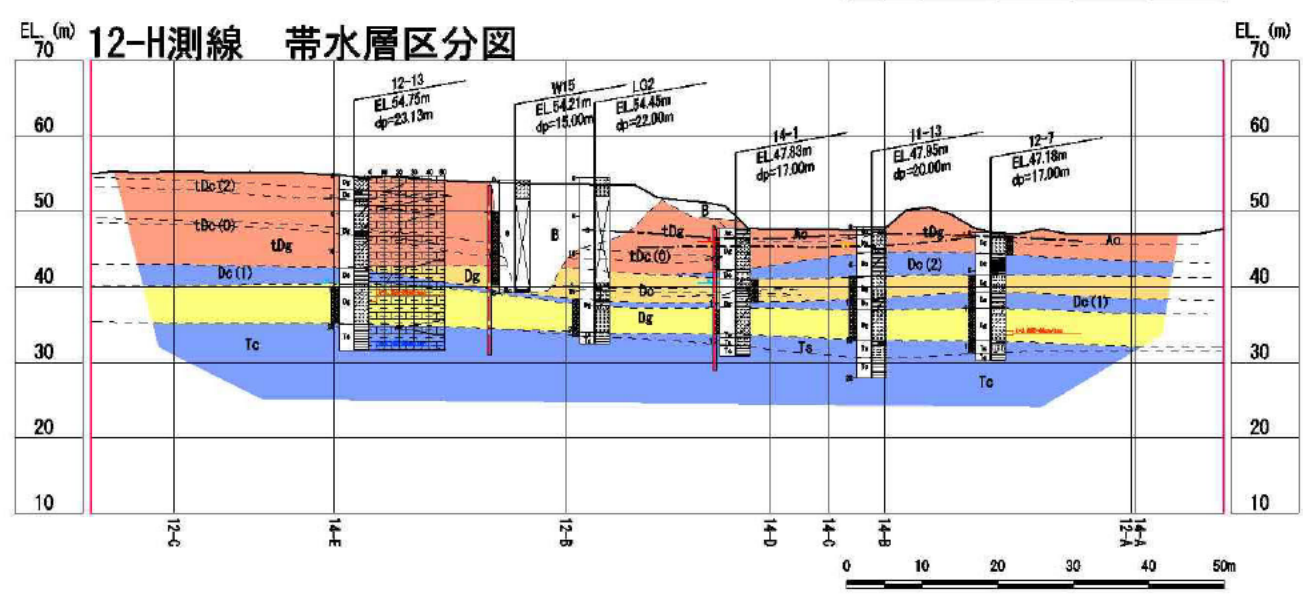 EL. (m)
70
12-H測線 帯水層区分図
EL. (m)
70
12-13
EL.54.75m
dp=23.13m
W15
EL.54.21m
dp=15.00m
LG2
EL.54.45m
dp=22.00m
14-1
EL.47.83m
dp=17.00m
11-13
EL.47.95m
dp=20.00m
12-7
EL.47.18m
dp=17.00m
60
60
50
50
40
40
30
30
20
20
10
10
tDc(2)
tDc(0)
tDg
Dc(1)
Tc
B
B
tDg
tDc(0)
Dg
Dc
Dg
Ac
tDg
Ac
Dc(2)
Dc(1)
Ts
Tc
12-C
14-E
12-B
14-D
14-C
14-B
12-A
14-A
0 10 20 30 40 50m